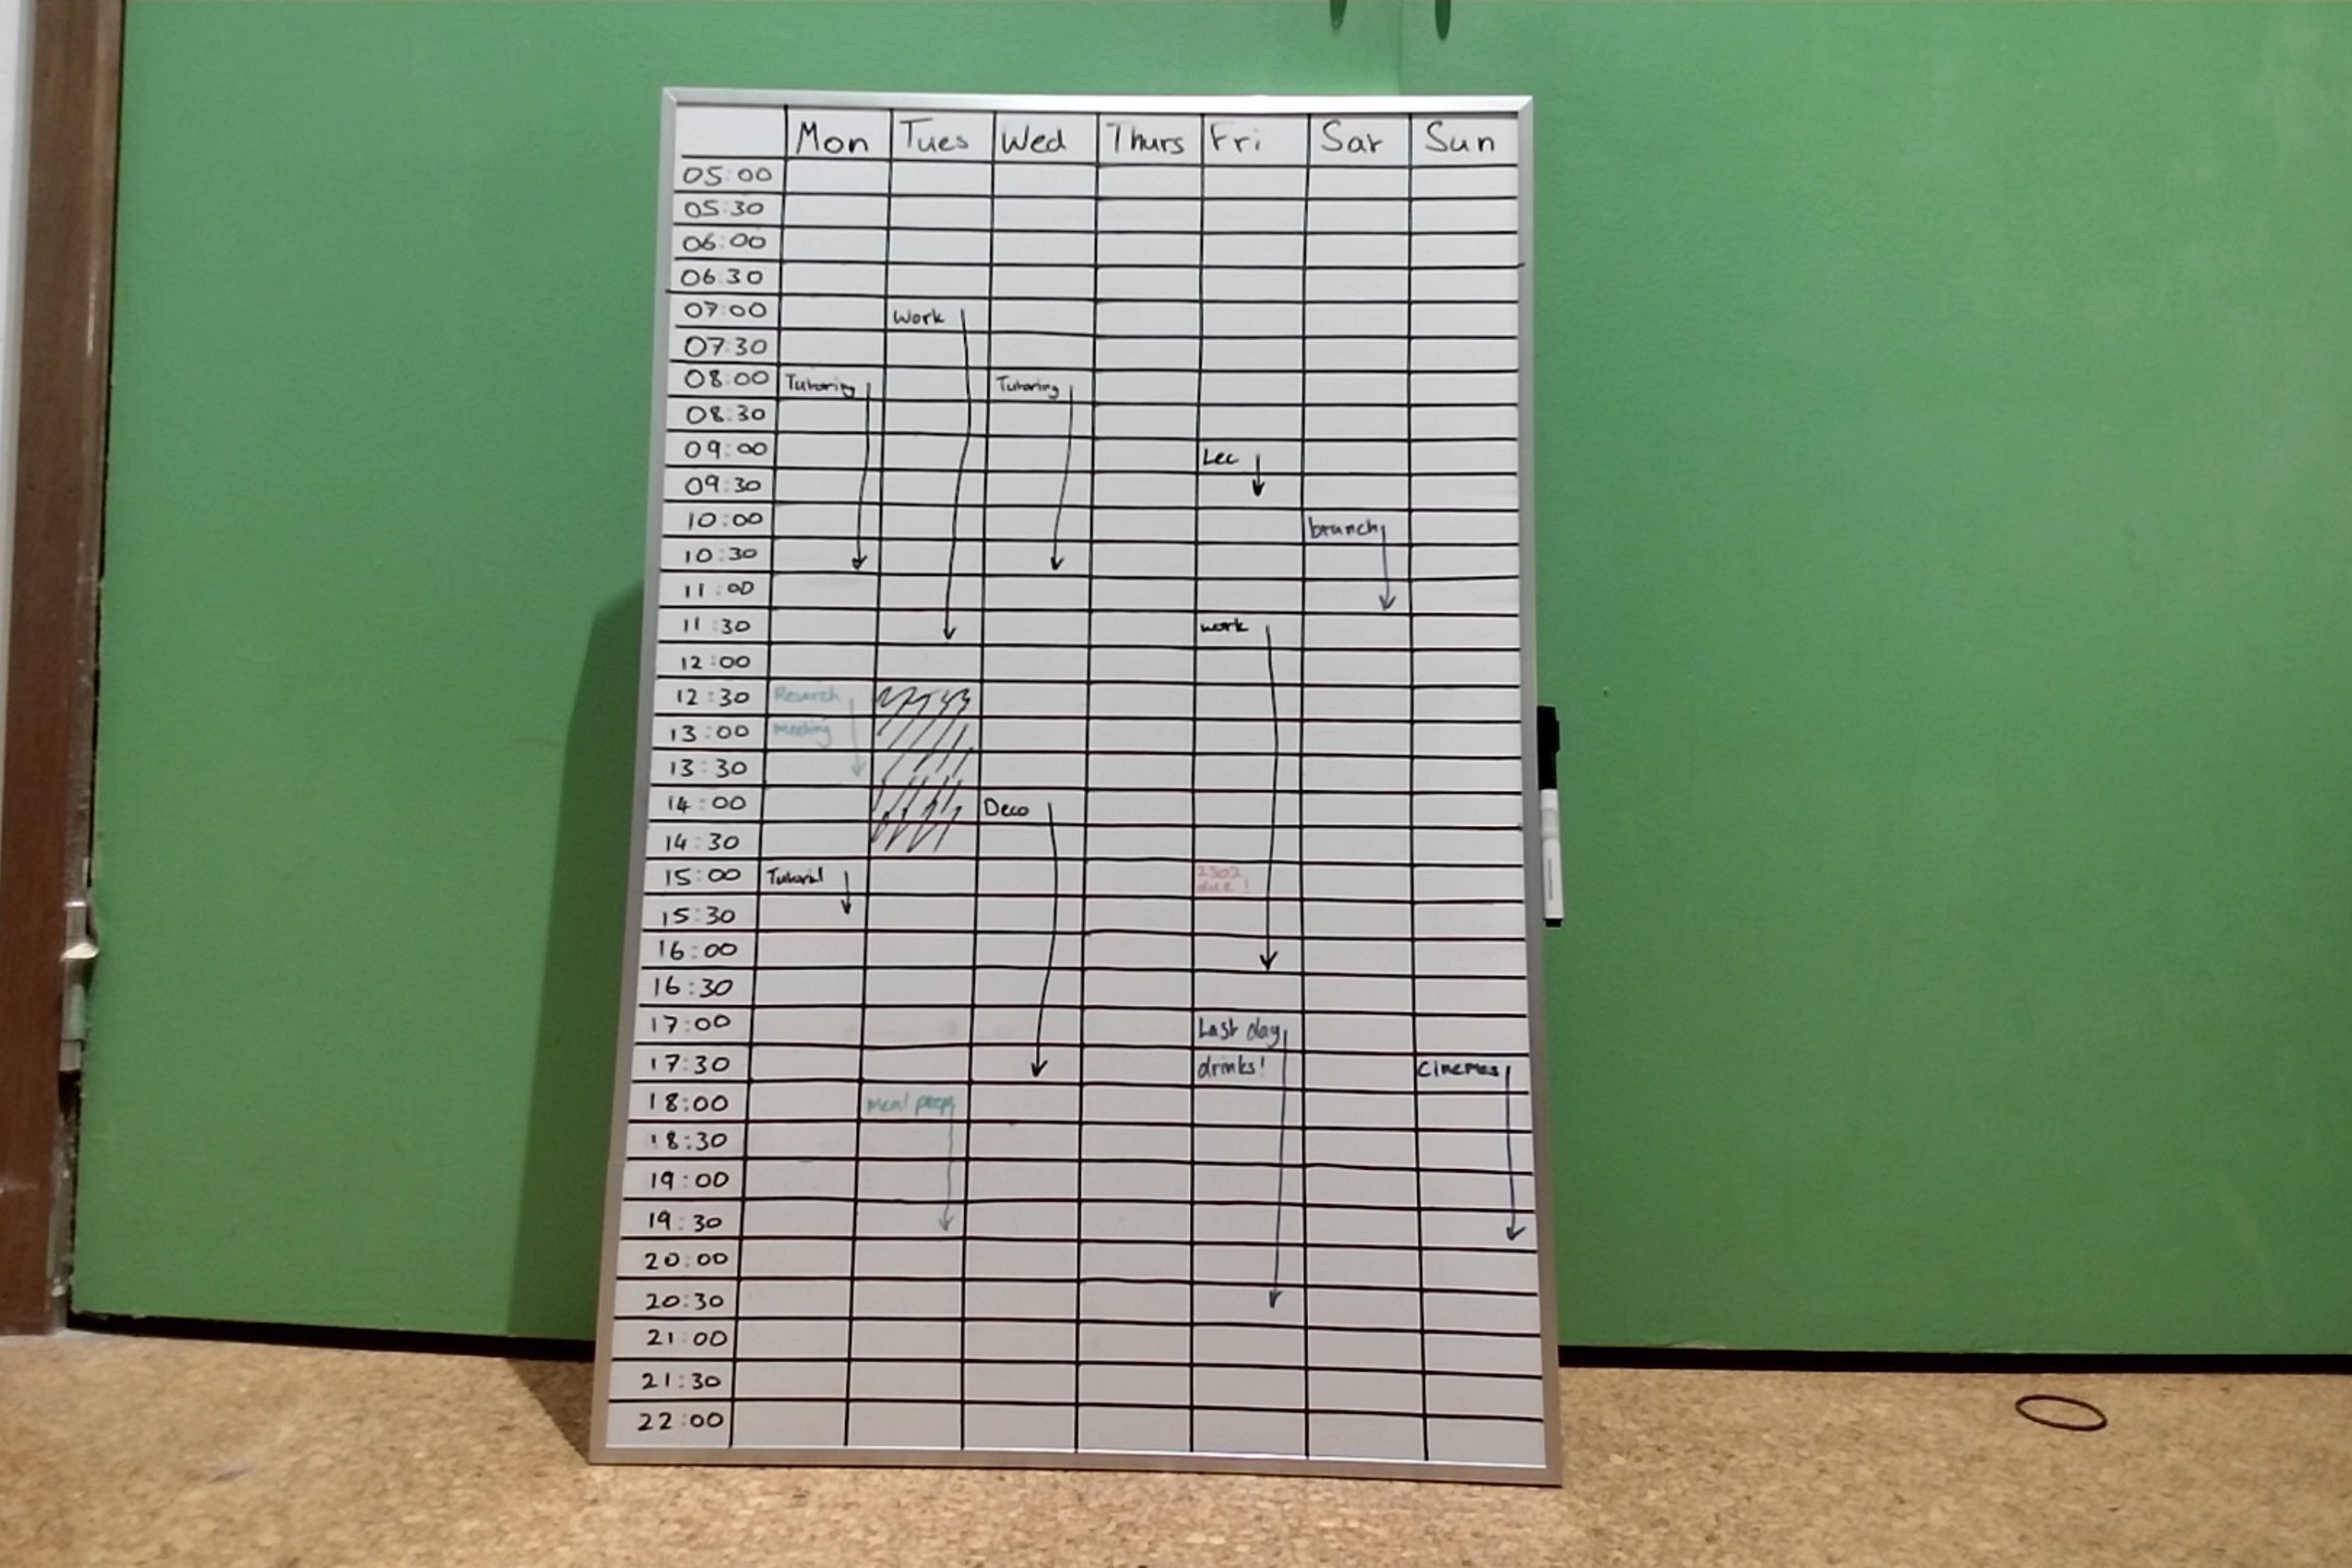 Mon Tues Wed Thurs Fri Sat Sun
05:00
05:30
06:00
06:30
07:00 Work
07:30
08:00 Tutoring Tutoring
08:30
09:00 Lec
09:30
10:00 brunch
10:30
11:00
11:30 work
12:00
12:30 Research
13:00 Meeting
13:30
14:00 Deco
14:30
15:00 Tutorial 2302
due!
15:30
16:00
16:30
17:00 Last day
17:30 drinks! Cinemas
18:00 meal prep
18:30
19:00
19:30
20:00
20:30
21:00
21:30
22:00